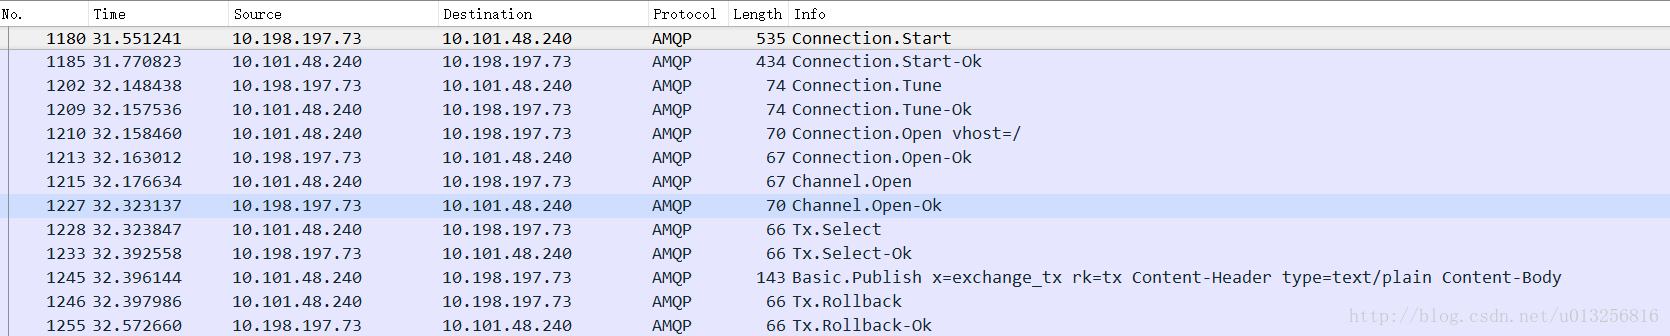 No. Time Source Destination Protocol Length Info
1180 31.551241 10.198.197.73 10.101.48.240 AMQP 535 Connection.Start
1185 31.770823 10.101.48.240 10.198.197.73 AMQP 434 Connection.Start-Ok
1202 32.148438 10.198.197.73 10.101.48.240 AMQP 74 Connection.Tune
1209 32.157536 10.101.48.240 10.198.197.73 AMQP 74 Connection.Tune-Ok
1210 32.158460 10.101.48.240 10.198.197.73 AMQP 70 Connection.Open vhost=/
1213 32.163012 10.198.197.73 10.101.48.240 AMQP 67 Connection.Open-Ok
1215 32.176634 10.101.48.240 10.198.197.73 AMQP 67 Channel.Open
1227 32.323137 10.198.197.73 10.101.48.240 AMQP 70 Channel.Open-Ok
1228 32.323847 10.101.48.240 10.198.197.73 AMQP 66 Tx.Select
1233 32.392558 10.198.197.73 10.101.48.240 AMQP 66 Tx.Select-Ok
1245 32.396144 10.101.48.240 10.198.197.73 AMQP 143 Basic.Publish x=exchange_tx rk=tx Content-Header type=text/plain Content-Body
1246 32.397986 10.101.48.240 10.198.197.73 AMQP 66 Tx.Rollback
1255 32.572660 10.198.197.73 10.101.48.240 AMQP 66 Tx.Rollback-Ok
http://blog.csdn.net/u013256816